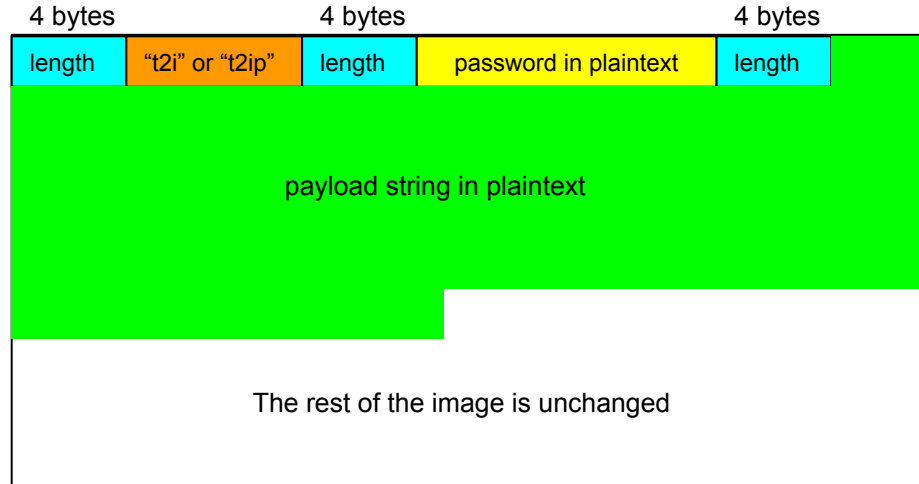 4 bytes 4 bytes 4 bytes
length “t2i” or “t2ip” length password in plaintext length
payload string in plaintext
The rest of the image is unchanged